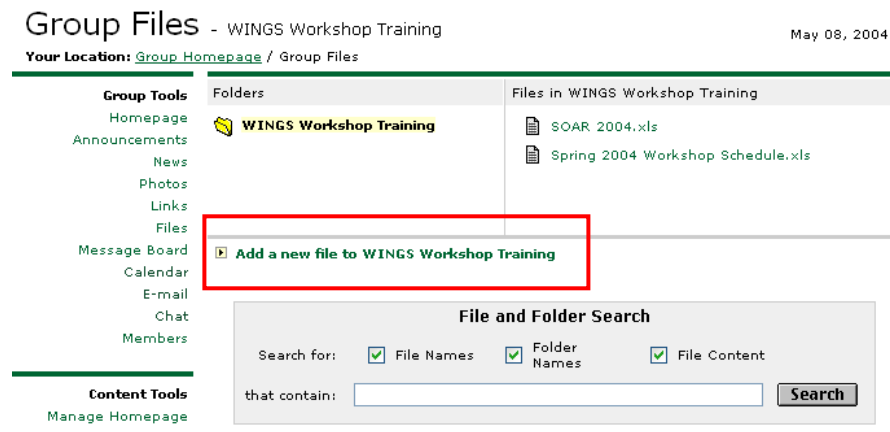 Group Files - WINGS Workshop Training
May 08, 2004
Your Location: Group Homepage / Group Files
Group Tools
Homepage
Announcements
News
Photos
Links
Files
Message Board
Calendar
E-mail
Chat
Members
Content Tools
Manage Homepage
Folders
WINGS Workshop Training
Files in WINGS Workshop Training
SOAR 2004.xls
Spring 2004 Workshop Schedule.xls
Add a new file to WINGS Workshop Training
File and Folder Search
Search for: File Names Folder Names File Content
that contain: Search